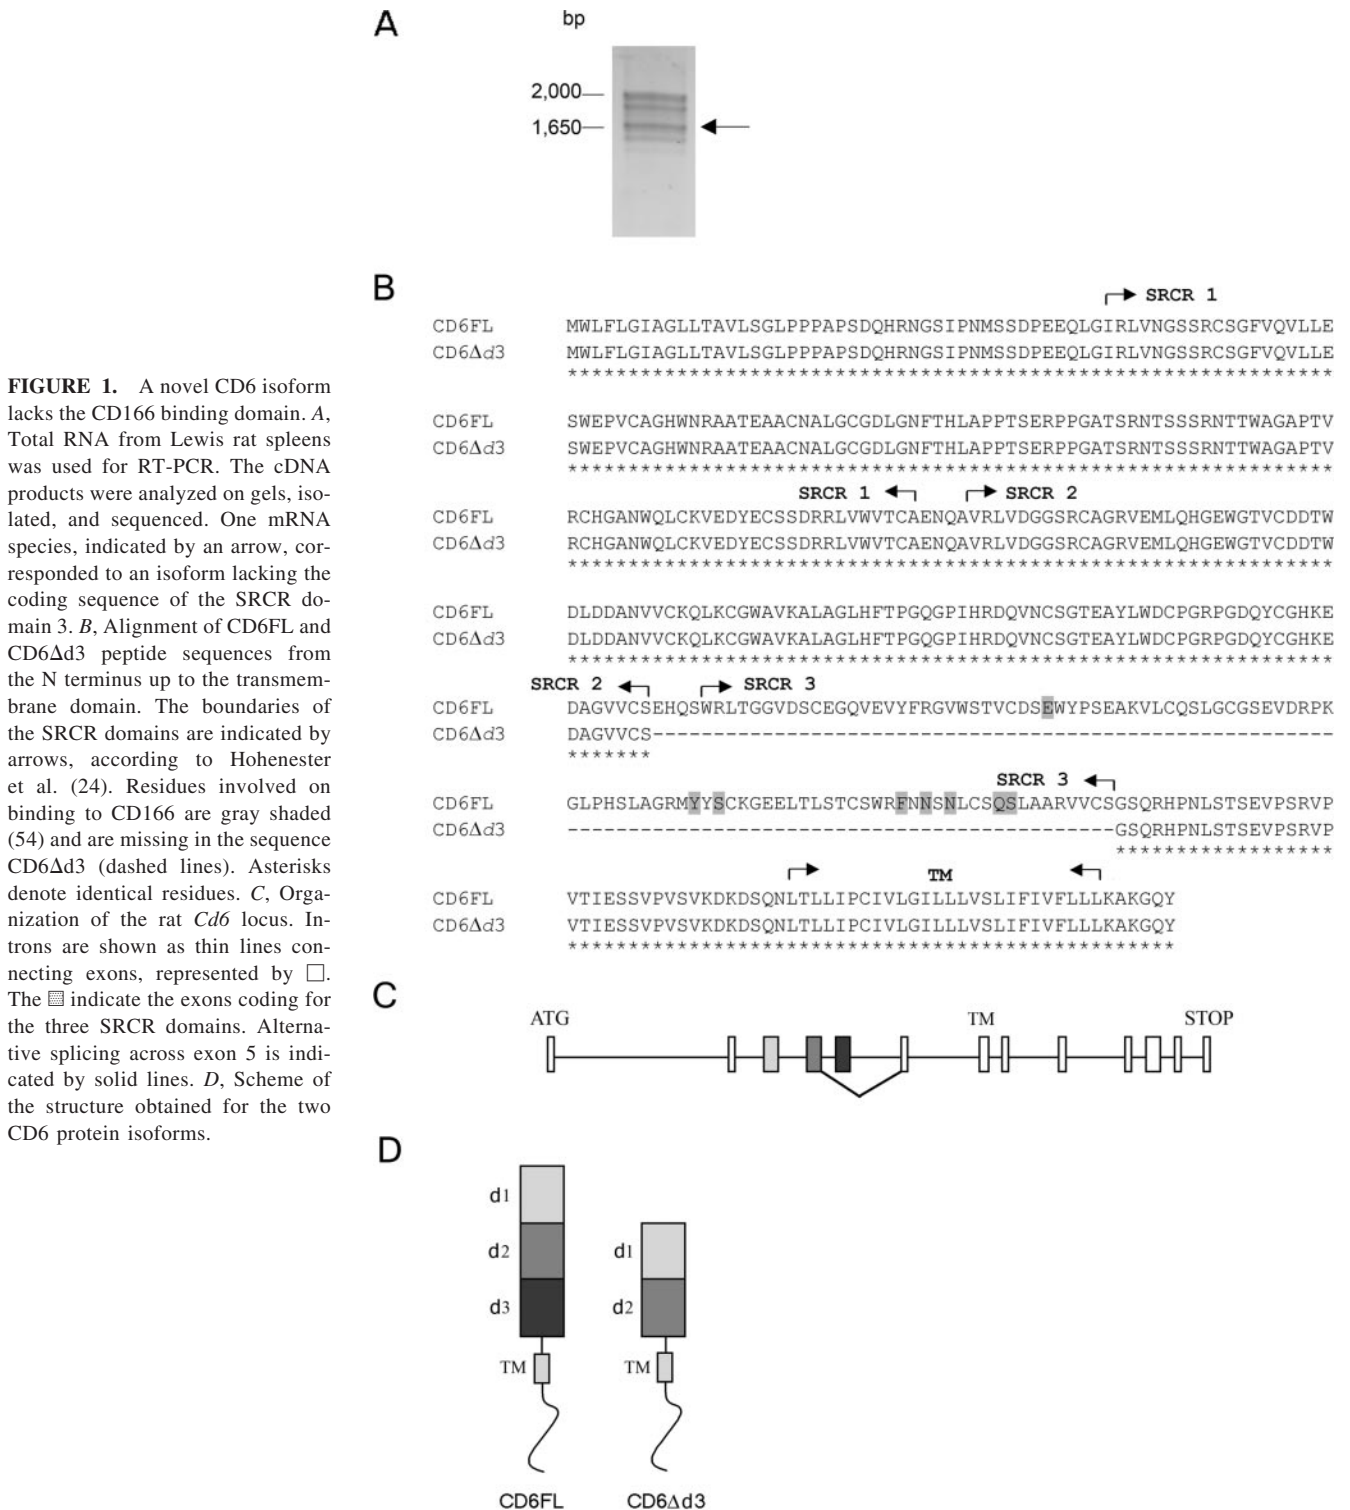 A
bp
2,000
1,650
B
SRCR 1
CD6FL MWLFLGIAGLLTAVLSGLPPPAPSDQHRNGSIPNMSSDPEEQLGIRLVNGSSRCSGFVQVLLE
CD6Δd3 MWLFLGIAGLLTAVLSGLPPPAPSDQHRNGSIPNMSSDPEEQLGIRLVNGSSRCSGFVQVLLE
***************************************************************
CD6FL SWEPVCAGHWNRAATEAACNALGCGDLGNFTHLAPPTSERPPGATSRNTSSSRNTTWAGAPTV
CD6Δd3 SWEPVCAGHWNRAATEAACNALGCGDLGNFTHLAPPTSERPPGATSRNTSSSRNTTWAGAPTV
***************************************************************
SRCR 1 SRCR 2
CD6FL RCHGANWQLCKVEDYECSSDRRLVWVTCAENQAVRLVDGGSRCAGRVEMLQHGEWGTVCDDTW
CD6Δd3 RCHGANWQLCKVEDYECSSDRRLVWVTCAENQAVRLVDGGSRCAGRVEMLQHGEWGTVCDDTW
***************************************************************
CD6FL DLDDANVVCKQLKCGWAVKALAGLHFTPGQGPIHRDQVNCSGTEAYLWDCPGRPGDQYCGHKE
CD6Δd3 DLDDANVVCKQLKCGWAVKALAGLHFTPGQGPIHRDQVNCSGTEAYLWDCPGRPGDQYCGHKE
***************************************************************
SRCR 2 SRCR 3
CD6FL DAGVVCSEHQSWRLTGGVDSCEGQVEVYFRGVWSTVCDSEWYPSEAKVLCQSLGCGSEVDRPK
CD6Δd3 DAGVVCS--------------------------------------------------------
*******
SRCR 3
CD6FL GLPHSLAGRMYYSCKGEELTLSTCSWRFNNSNLCSQSLAARVVCSGSQRHPNLSTSEVPSRVP
CD6Δd3 ---------------------------------------------GSQRHPNLSTSEVPSRVP
******************
TM
CD6FL VTIESSVPVSVKDKDSQNLTLLIPCIVLGILLLVSLIFIVFLLLKAKGQY
CD6Δd3 VTIESSVPVSVKDKDSQNLTLLIPCIVLGILLLVSLIFIVFLLLKAKGQY
**************************************************
FIGURE 1. A novel CD6 isoform
lacks the CD166 binding domain. A,
Total RNA from Lewis rat spleens
was used for RT-PCR. The cDNA
products were analyzed on gels, iso-
lated, and sequenced. One mRNA
species, indicated by an arrow, cor-
responded to an isoform lacking the
coding sequence of the SRCR do-
main 3. B, Alignment of CD6FL and
CD6Δd3 peptide sequences from
the N terminus up to the transmem-
brane domain. The boundaries of
the SRCR domains are indicated by
arrows, according to Hohenester
et al. (24). Residues involved on
binding to CD166 are gray shaded
(54) and are missing in the sequence
CD6Δd3 (dashed lines). Asterisks
denote identical residues. C, Orga-
nization of the rat Cd6 locus. In-
trons are shown as thin lines con-
necting exons, represented by □.
The ▒ indicate the exons coding for
the three SRCR domains. Alterna-
tive splicing across exon 5 is indi-
cated by solid lines. D, Scheme of
the structure obtained for the two
CD6 protein isoforms.
C
ATG TM STOP
D
d1
d2 d1
d3 d2
TM TM
CD6FL CD6Δd3